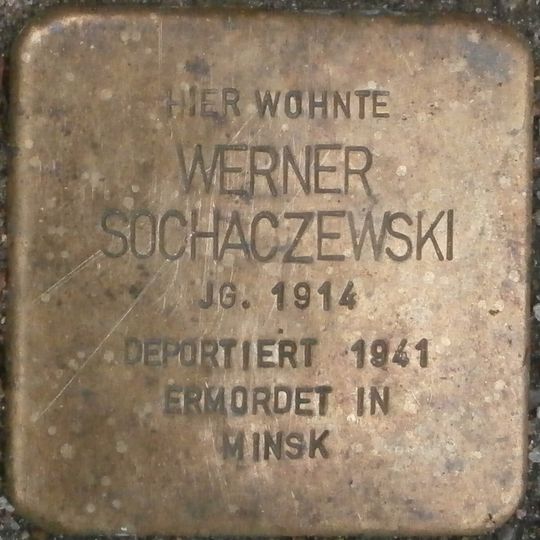 HIER WOHNTE
WERNER
SOCHACZEWSKI
JG. 1914
DEPORTIERT 1941
ERMORDET IN
MINSK